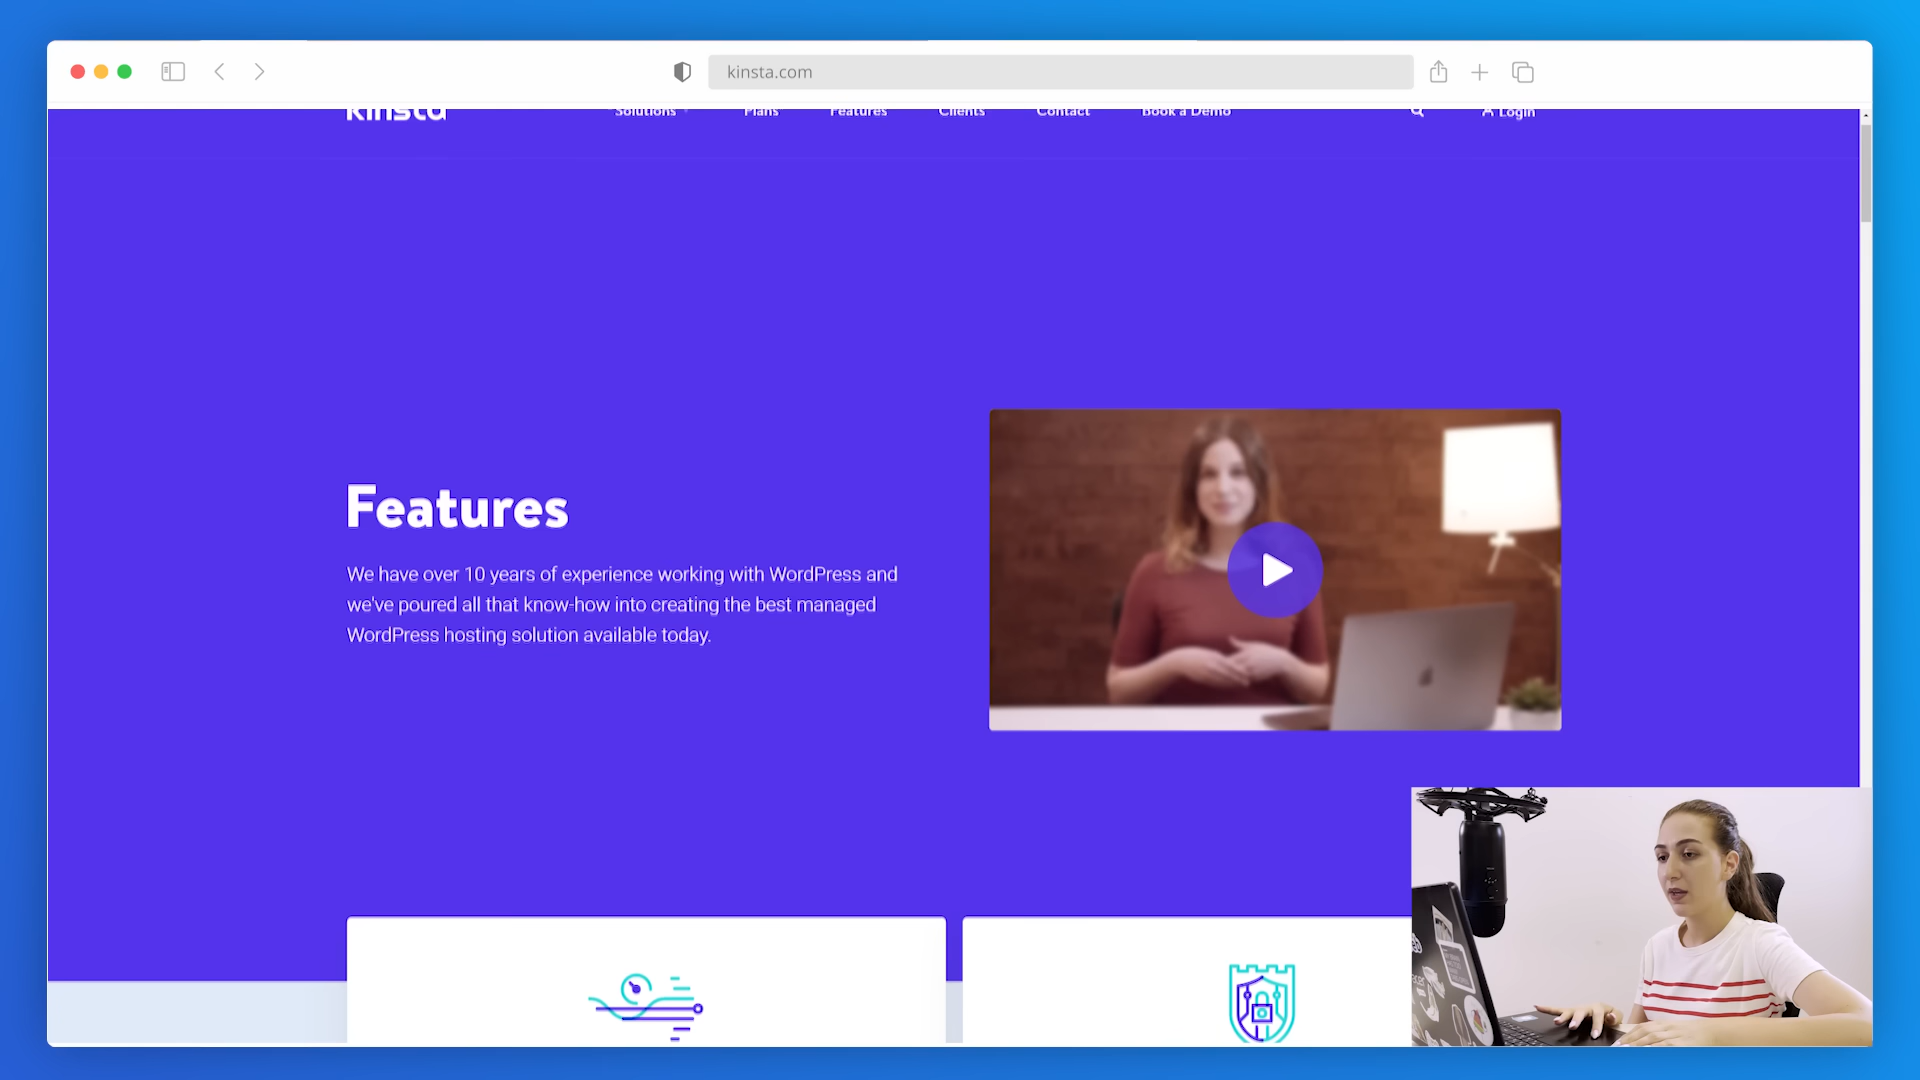 kinsta.com
Kinsta Solutions Plans Features Clients Contact Book a Demo Login
Features
We have over 10 years of experience working with WordPress and
we've poured all that know-how into creating the best managed
WordPress hosting solution available today.